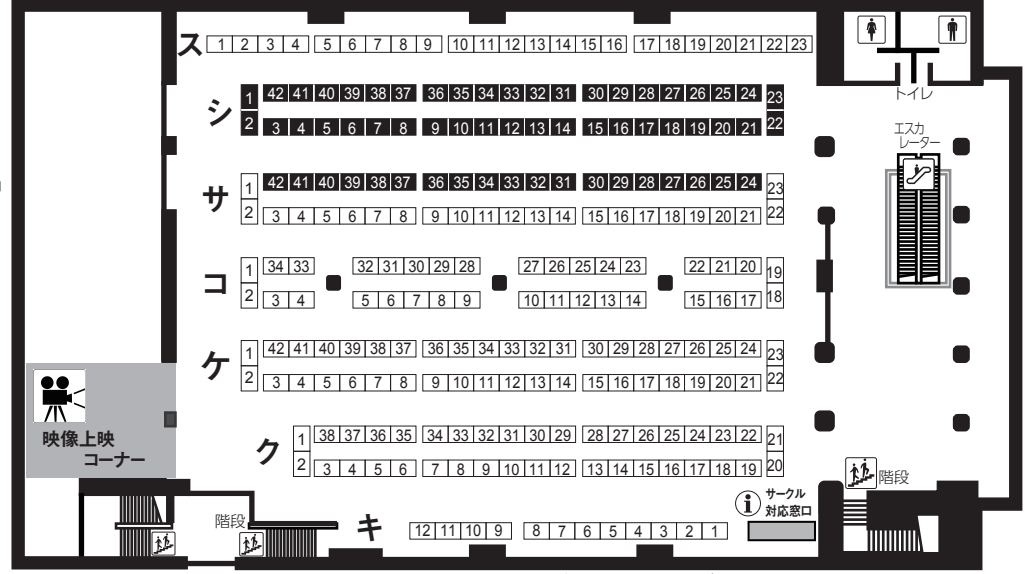 ス 1 2 3 4 5 6 7 8 9 10 11 12 13 14 15 16 17 18 19 20 21 22 23
トイレ
シ 1 42 41 40 39 38 37 36 35 34 33 32 31 30 29 28 27 26 25 24 23
2 3 4 5 6 7 8 9 10 11 12 13 14 15 16 17 18 19 20 21 22
エスカ
レーター
サ 1 42 41 40 39 38 37 36 35 34 33 32 31 30 29 28 27 26 25 24 23
2 3 4 5 6 7 8 9 10 11 12 13 14 15 16 17 18 19 20 21 22
コ 1 34 33 32 31 30 29 28 27 26 25 24 23 22 21 20 19
2 3 4 5 6 7 8 9 10 11 12 13 14 15 16 17 18
ケ 1 42 41 40 39 38 37 36 35 34 33 32 31 30 29 28 27 26 25 24 23
2 3 4 5 6 7 8 9 10 11 12 13 14 15 16 17 18 19 20 21 22
映像上映
コーナー
ク 1 38 37 36 35 34 33 32 31 30 29 28 27 26 25 24 23 22 21
2 3 4 5 6 7 8 9 10 11 12 13 14 15 16 17 18 19 20
階段
i サークル
対応窓口
階段
キ 12 11 10 9 8 7 6 5 4 3 2 1